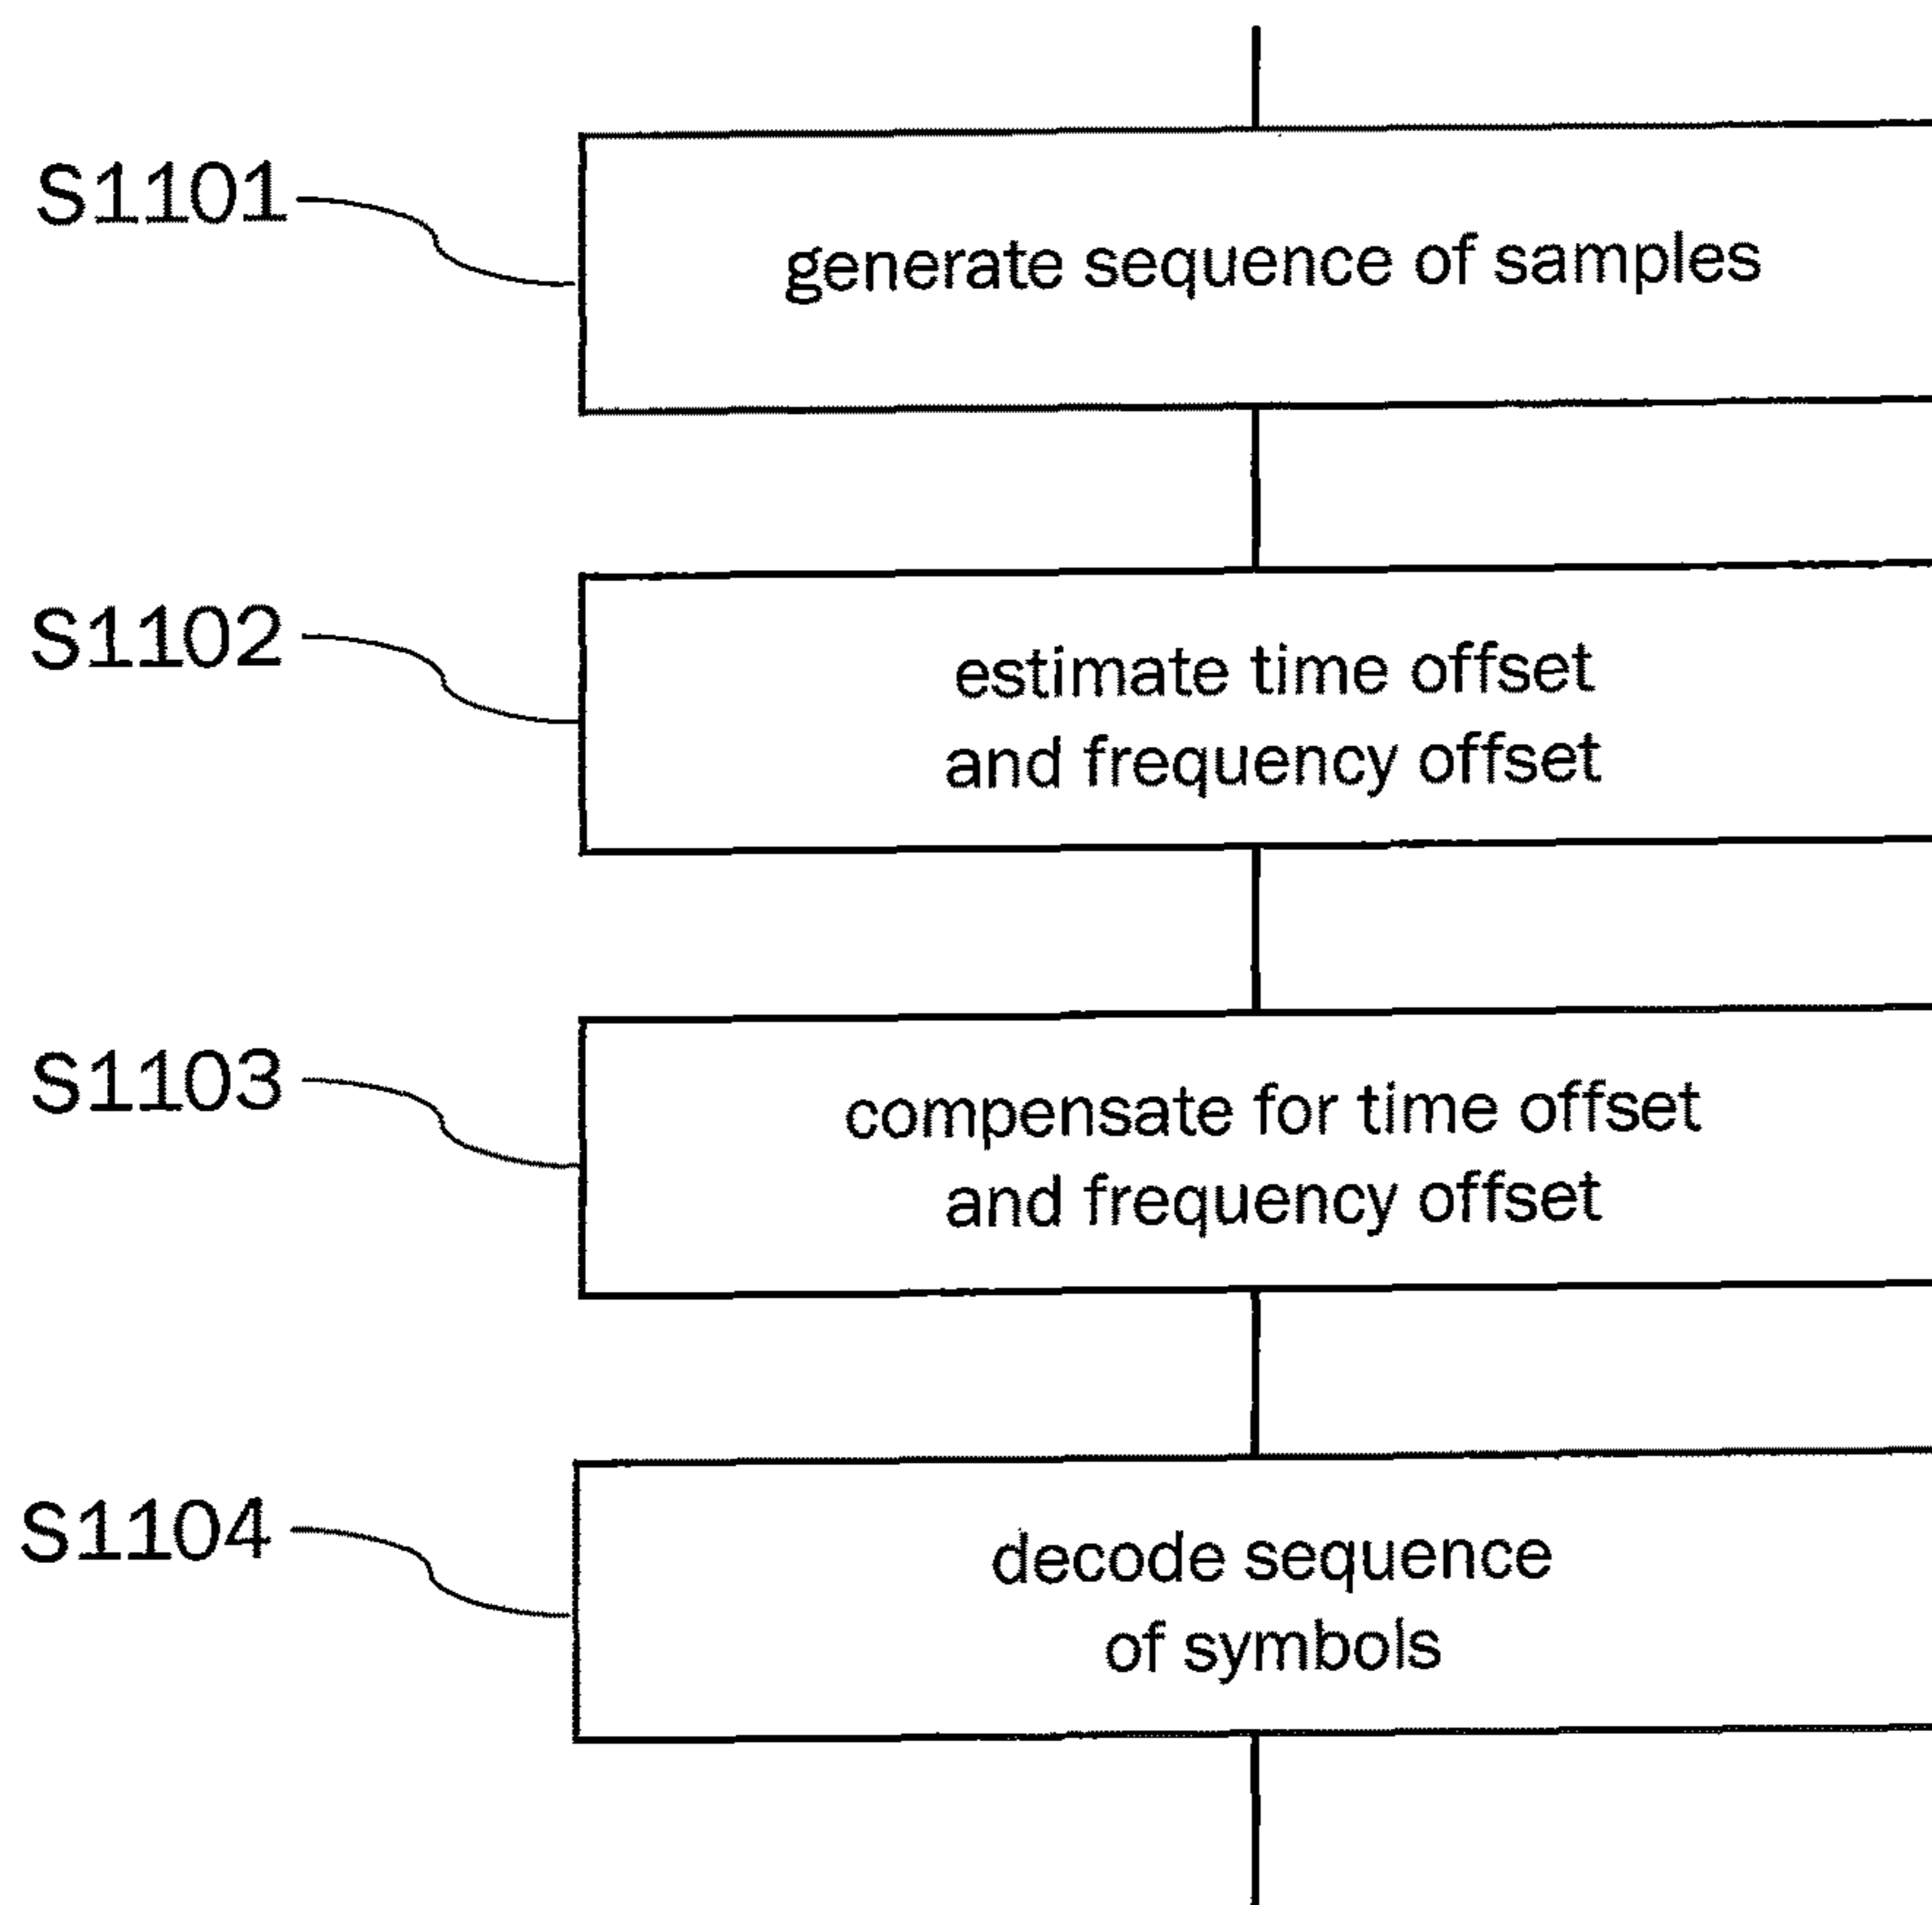 S1101
generate sequence of samples
S1102
estimate time offset
and frequency offset
S1103
compensate for time offset
and frequency offset
S1104
decode sequence
of symbols